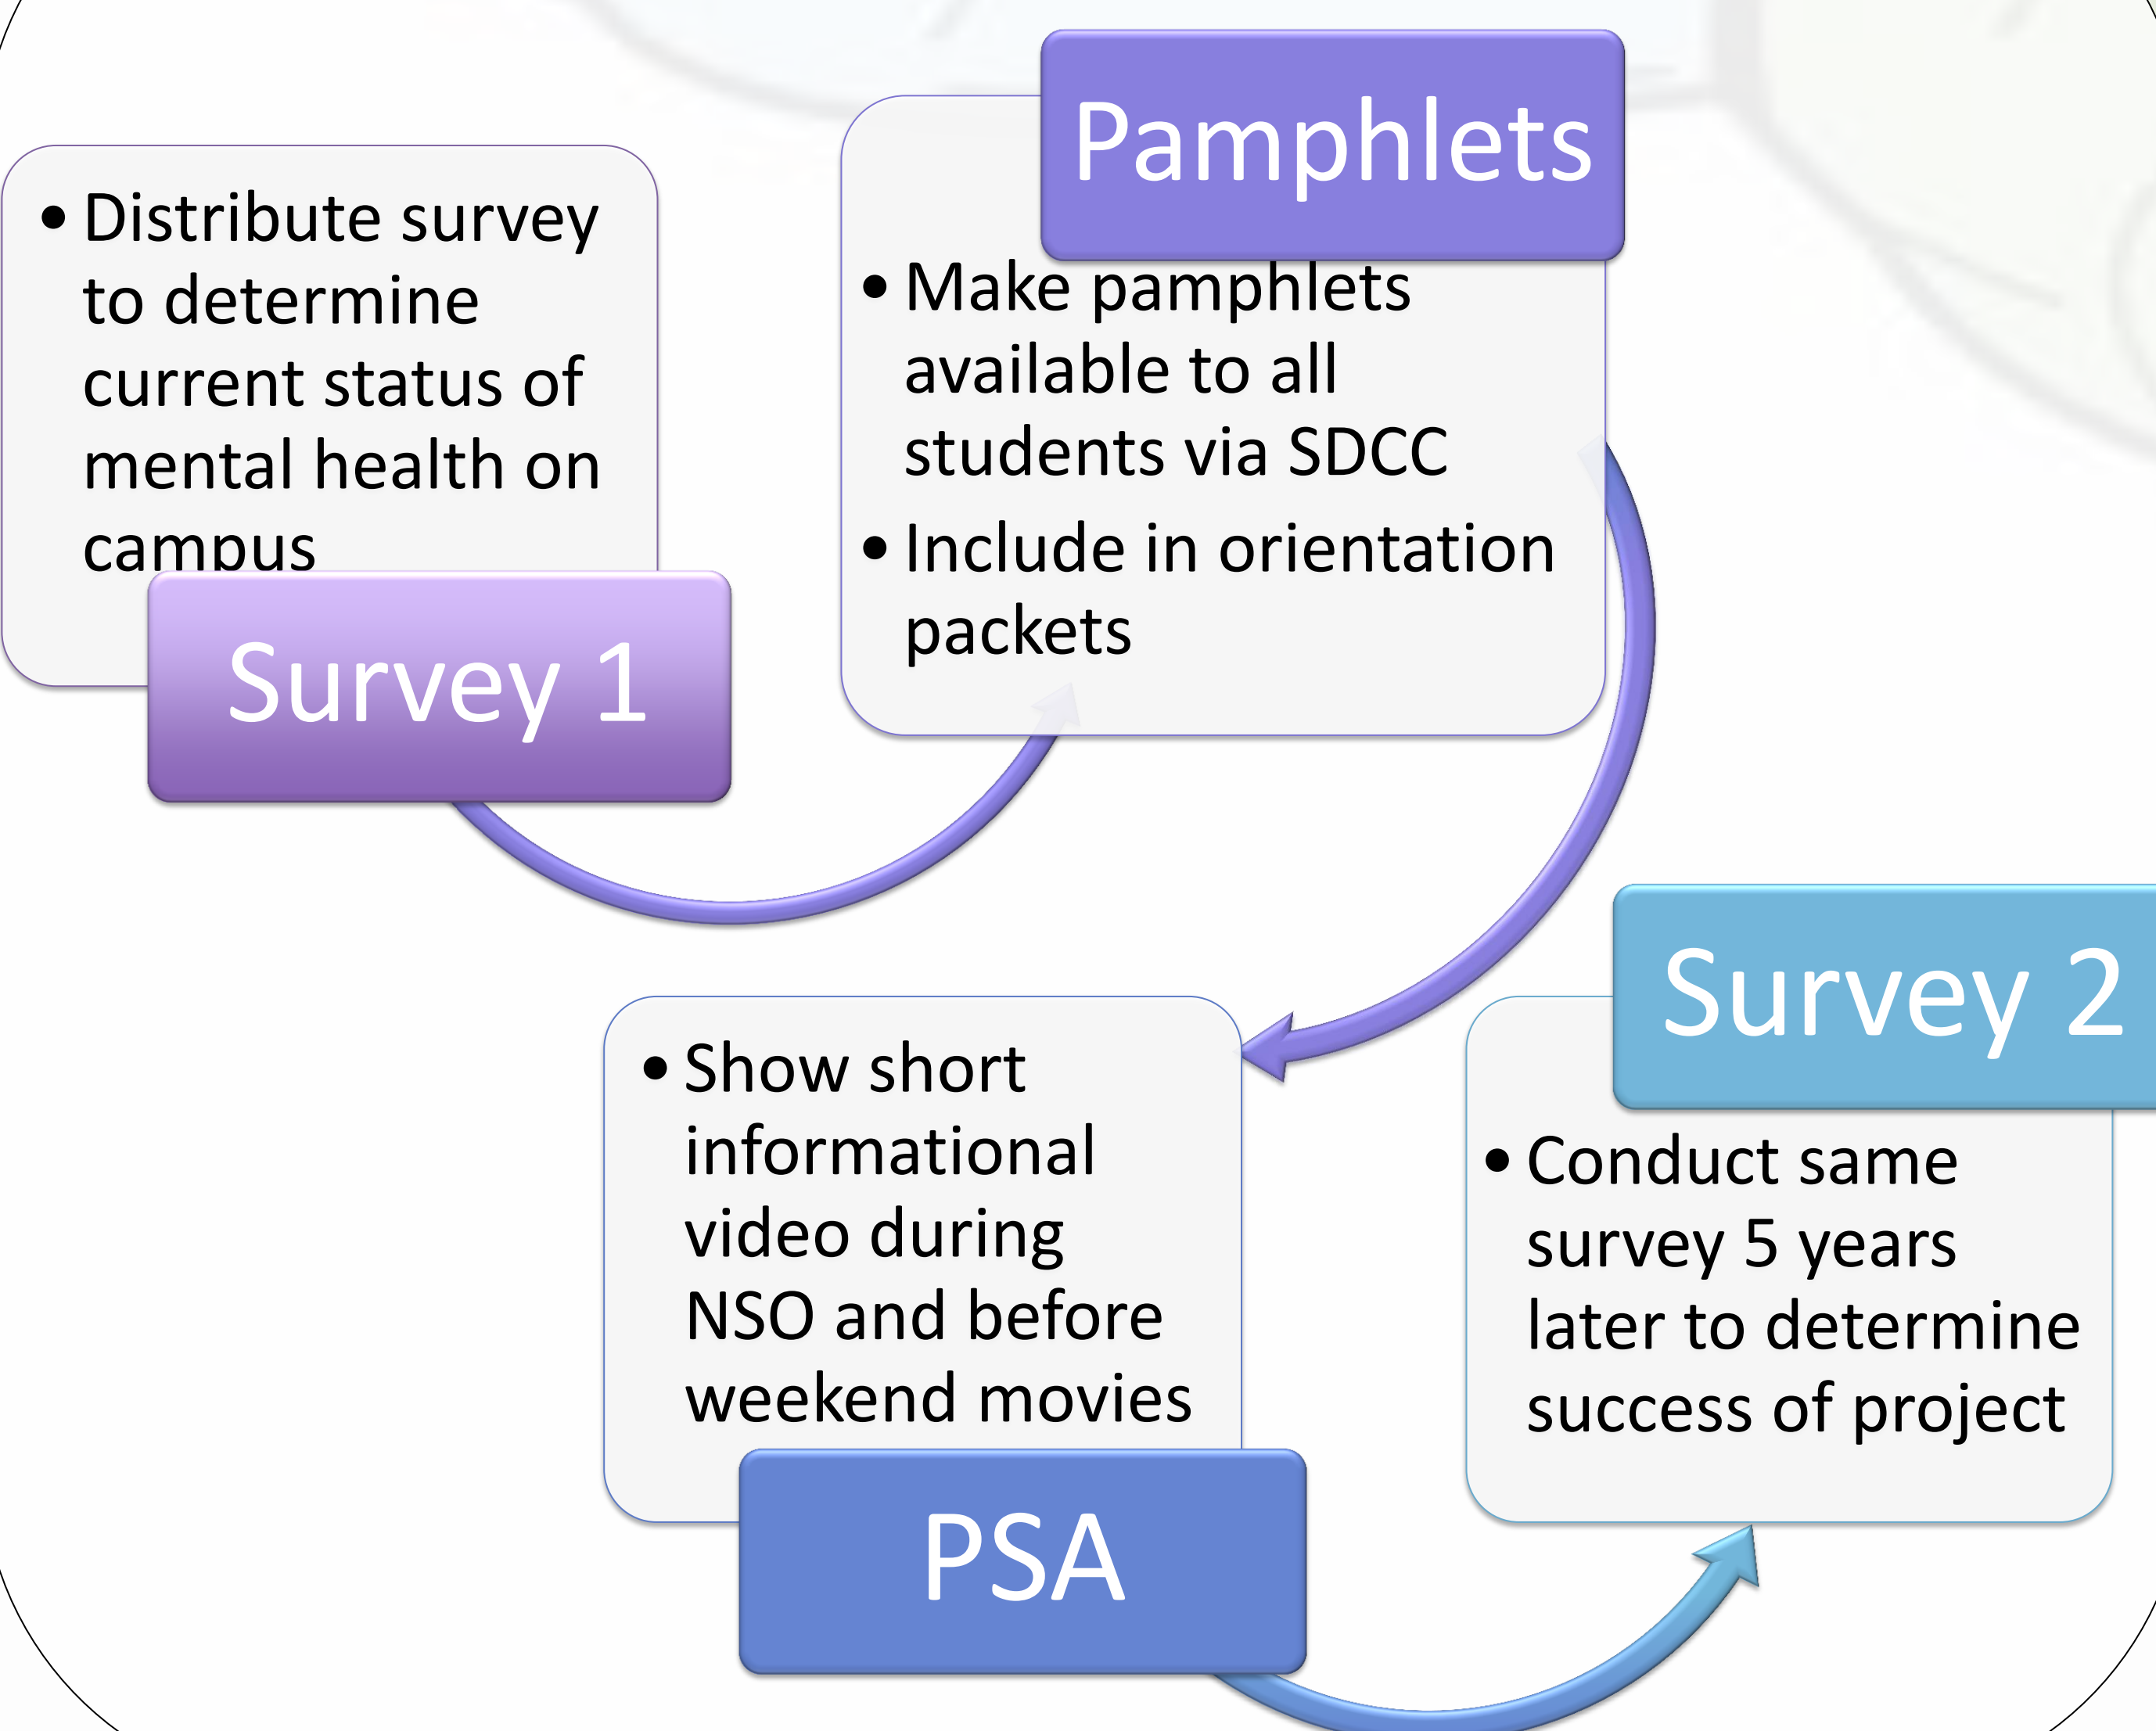 • Distribute survey
to determine
current status of
mental health on
campus
Survey 1
Pamphlets
• Make pamphlets
available to all
students via SDCC
• Include in orientation
packets
• Show short
informational
video during
NSO and before
weekend movies
PSA
Survey 2
• Conduct same
survey 5 years
later to determine
success of project